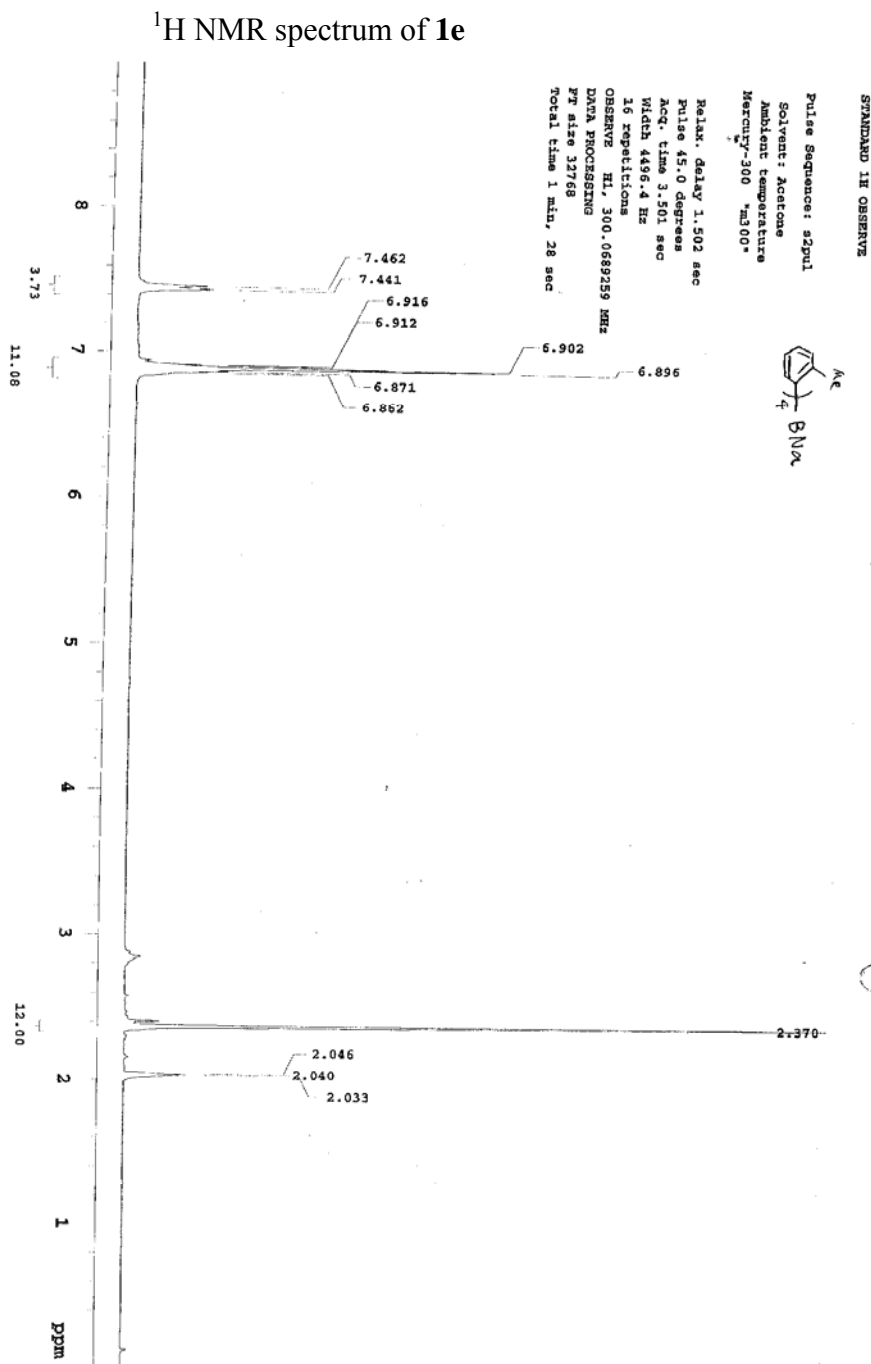 ¹H NMR spectrum of 1e
STANDARD 1H OBSERVE
Pulse Sequence: s2pul
Solvent: Acetone
Ambient temperature
Mercury-300 "m300"
Relax. delay 1.502 sec
Pulse 45.0 degrees
Acq. time 3.501 sec
Width 4496.4 Hz
16 repetitions
OBSERVE H1, 300.0689259 MHz
DATA PROCESSING
FT size 32768
Total time 1 min, 28 sec
Me
)4 BNa
7.462
7.441
6.916
6.912
6.902
6.896
6.871
6.862
2.370
2.046
2.040
2.033
8
7
6
5
4
3
2
1
ppm
3.73
11.08
12.00